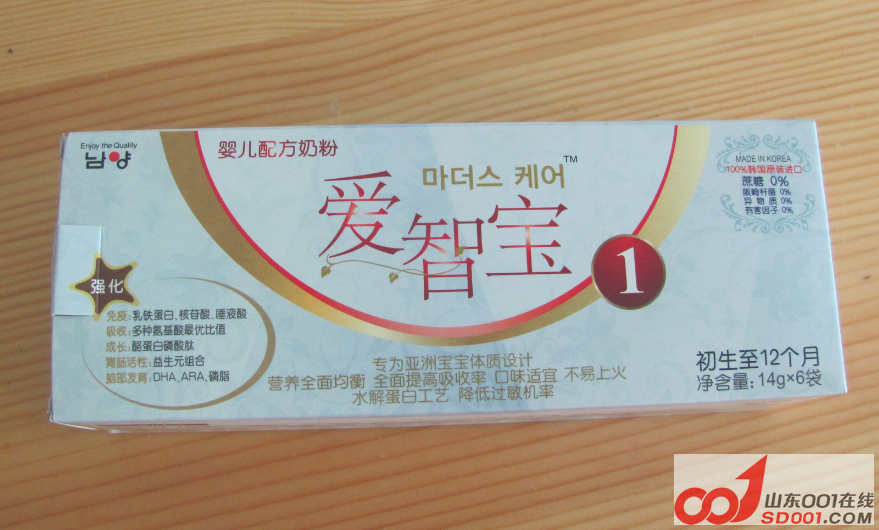 Enjoy the Quality
남양
婴儿配方奶粉
마더스 케어™
爱智宝
1
MADE IN KOREA
100%韩国原装进口
蔗糖 0%
阪崎杆菌 0%
异物质 0%
有害因子 0%
强化
免疫:乳铁蛋白、核苷酸、唾液酸
吸收:多种氨基酸最优比值
成长:酪蛋白磷酸肽
胃肠活性:益生元组合
脑部发育:DHA、ARA、磷脂
专为亚洲宝宝体质设计
营养全面均衡 全面提高吸收率 口味适宜 不易上火
水解蛋白工艺 降低过敏机率
初生至12个月
净含量:14g×6袋
山东001在线
SD001.COM